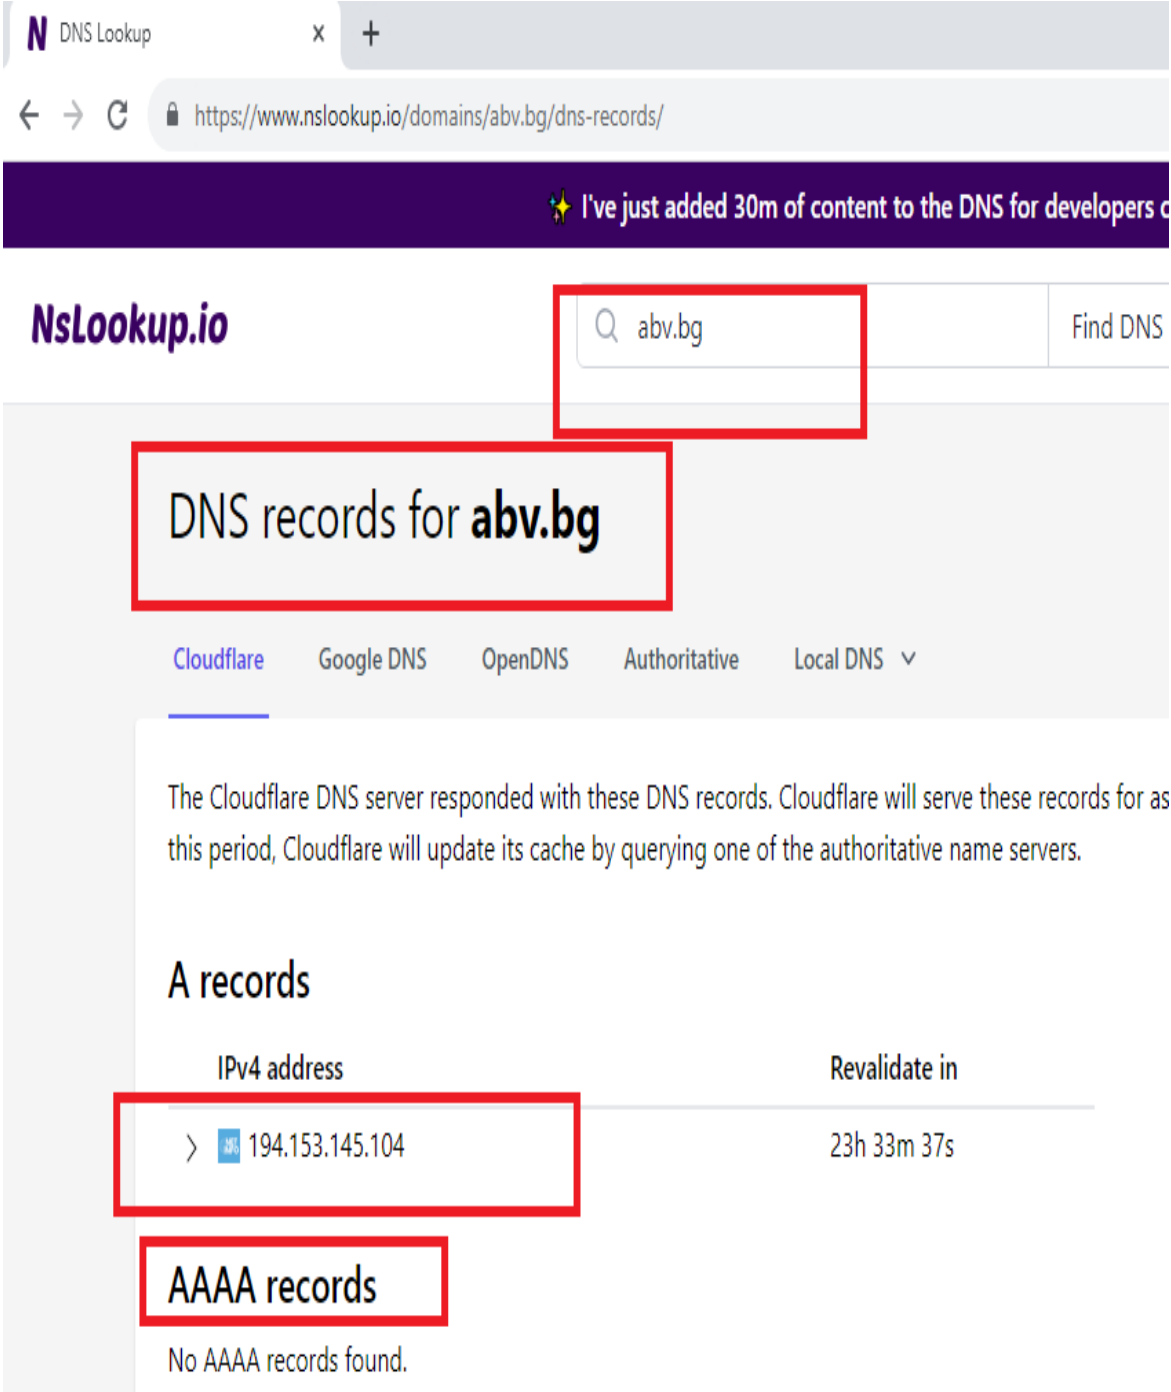 N DNS Lookup
https://www.nslookup.io/domains/abv.bg/dns-records/
I've just added 30m of content to the DNS for developers
NsLookup.io
abv.bg
Find DNS
DNS records for abv.bg
Cloudflare Google DNS OpenDNS Authoritative Local DNS
The Cloudflare DNS server responded with these DNS records. Cloudflare will serve these records for as
this period, Cloudflare will update its cache by querying one of the authoritative name servers.
A records
IPv4 address Revalidate in
194.153.145.104 23h 33m 37s
AAAA records
No AAAA records found.